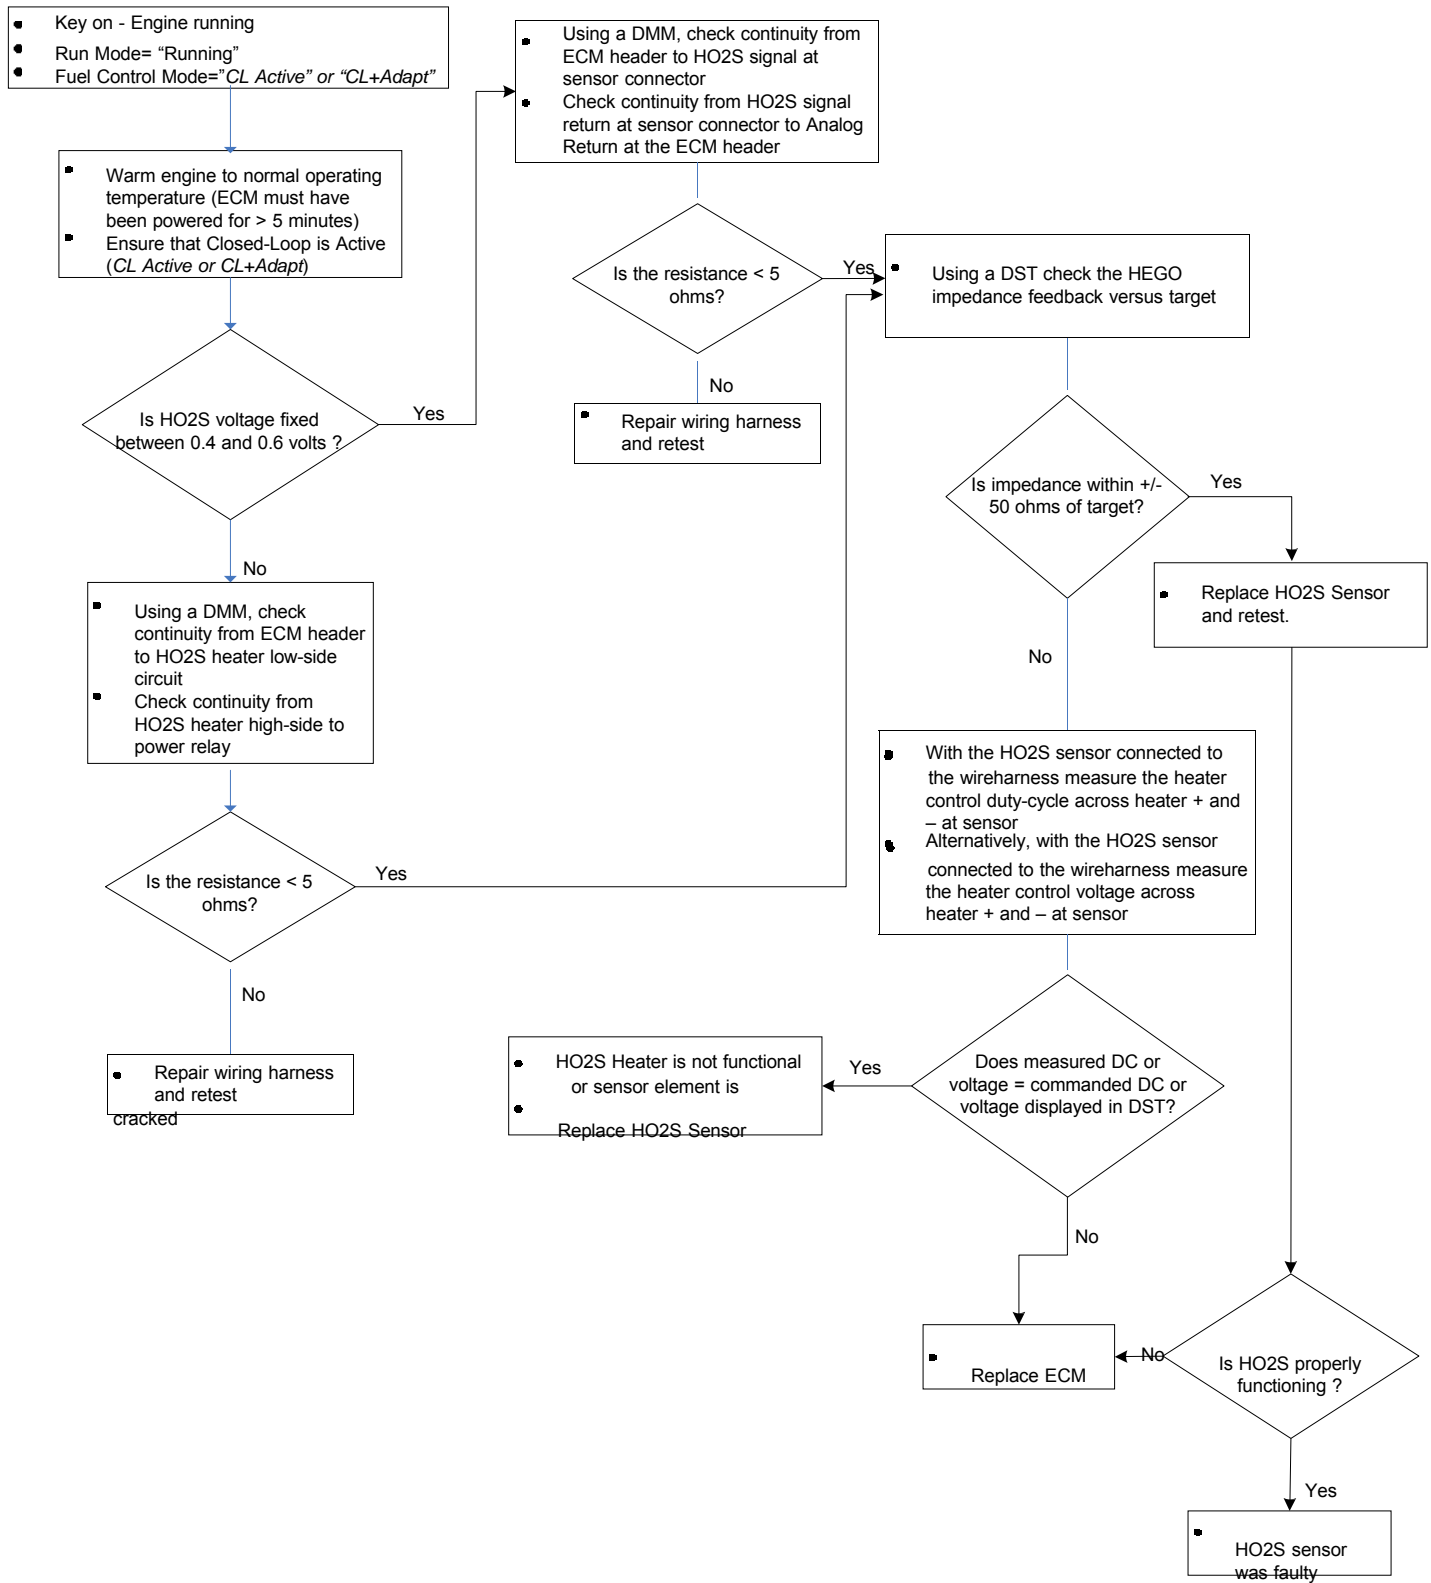 Key on - Engine running
Run Mode= “Running”
Fuel Control Mode=”CL Active” or “CL+Adapt”
Warm engine to normal operating
temperature (ECM must have
been powered for > 5 minutes)
Ensure that Closed-Loop is Active
(CL Active or CL+Adapt)
Is HO2S voltage fixed
between 0.4 and 0.6 volts ?
Yes
No
Using a DMM, check
continuity from ECM header
to HO2S heater low-side
circuit
Check continuity from
HO2S heater high-side to
power relay
Is the resistance < 5
ohms?
Yes
No
Repair wiring harness
and retest
cracked
Using a DMM, check continuity from
ECM header to HO2S signal at
sensor connector
Check continuity from HO2S signal
return at sensor connector to Analog
Return at the ECM header
Is the resistance < 5
ohms?
Yes
No
Repair wiring harness
and retest
Using a DST check the HEGO
impedance feedback versus target
Is impedance within +/-
50 ohms of target?
Yes
No
Replace HO2S Sensor
and retest.
With the HO2S sensor connected to
the wireharness measure the heater
control duty-cycle across heater + and
– at sensor
Alternatively, with the HO2S sensor
connected to the wireharness measure
the heater control voltage across
heater + and – at sensor
Does measured DC or
voltage = commanded DC or
voltage displayed in DST?
Yes
HO2S Heater is not functional
or sensor element is
Replace HO2S Sensor
No
Replace ECM
No
Is HO2S properly
functioning ?
Yes
HO2S sensor
was faulty